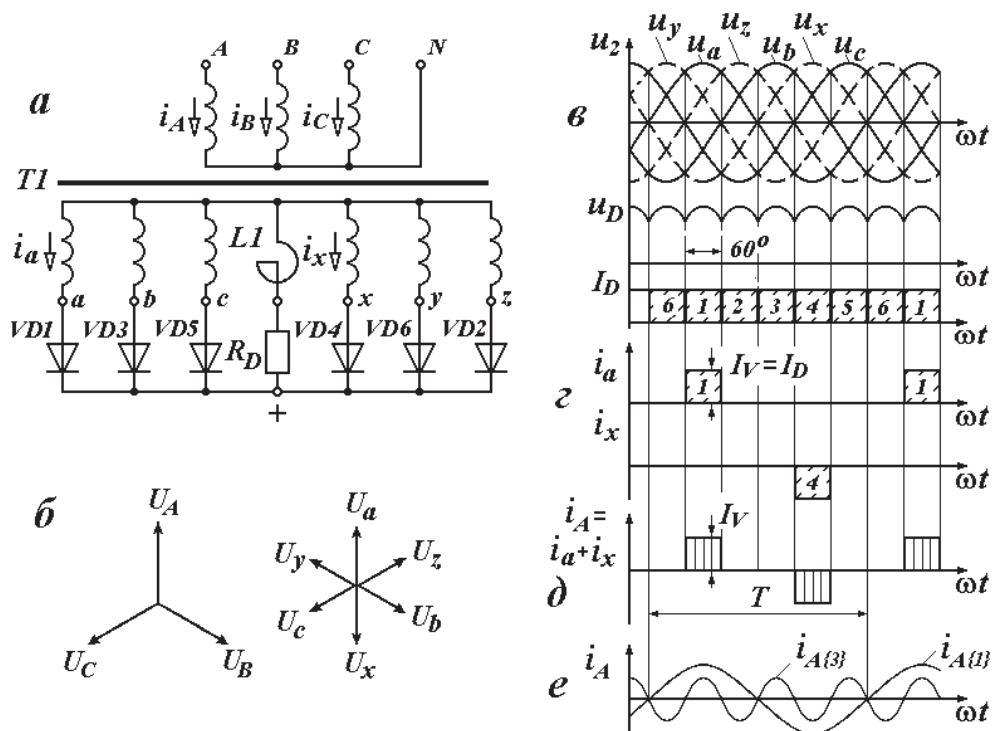 а
A B C N
i_A i_B i_C
T1
i_a L1 i_x
a b c x y z
VD1 VD3 VD5 R_D VD4 VD6 VD2
+
б
U_A
U_C U_B
U_a
U_y U_z
U_c U_b
U_x
в
u_2 u_y u_a u_z u_b u_x u_c
ωt
u_D
60°
ωt
I_D
6 1 2 3 4 5 6 1
ωt
г
i_a
1 I_V = I_D 1
ωt
i_x
4
ωt
д
i_A = i_a + i_x
I_V
ωt
T
е
i_A i_A{3} i_A{1}
ωt